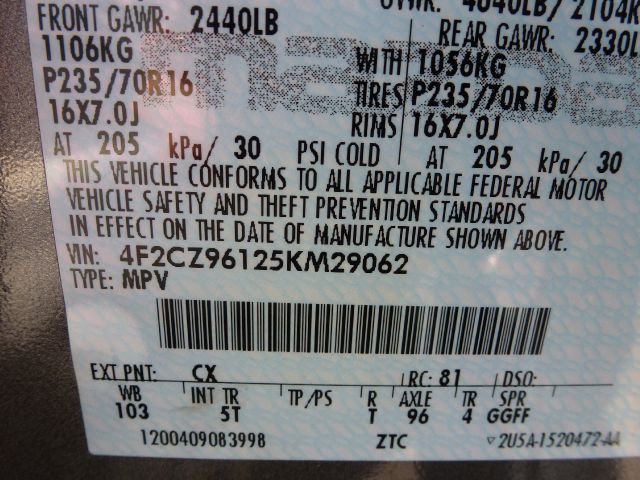 FRONT GAWR: 2440LB
REAR GAWR: 2330L
1106KG WITH 1056KG
P235/70R16 TIRES P235/70R16
16X7.0J RIMS 16X7.0J
AT 205 kPa/ 30 PSI COLD AT 205 kPa/ 30
THIS VEHICLE CONFORMS TO ALL APPLICABLE FEDERAL MOTOR
VEHICLE SAFETY AND THEFT PREVENTION STANDARDS
IN EFFECT ON THE DATE OF MANUFACTURE SHOWN ABOVE.
VIN: 4F2CZ96125KM29062
TYPE: MPV
EXT PNT: CX RC: 81 DSO:
WB INT TR TP/PS R AXLE TR SPR
103 5T T 96 4 GGFF
1200409083998 ZTC 2U5A-1520472-AA